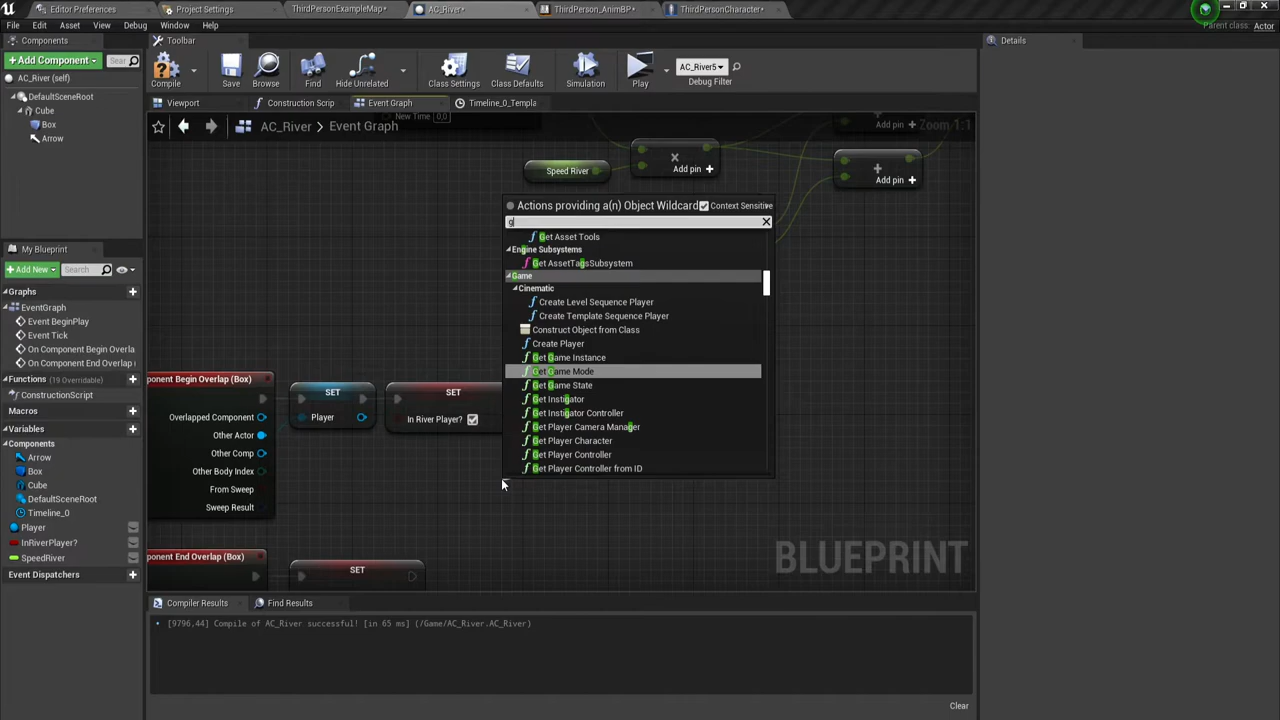 Editor Preferences
Project Settings
ThirdPersonExampleMap*
AC_River*
ThirdPerson_AnimBP*
ThirdPersonCharacter*
File Edit Asset View Debug Window Help
Parent class: Actor
Components
Toolbar
Details
+Add Component
Sear
AC_River (self)
Compile
Save
Browse
Find
Hide Unrelated
Class Settings
Class Defaults
Simulation
Play
AC_River5
Debug Filter
DefaultSceneRoot
Cube
Box
Arrow
Viewport
Construction Scrip
Event Graph
Timeline_0_Templa
New Time 0,0
AC_River > Event Graph
Zoom 1:1
Add pin +
Speed River
×
Add pin +
+
Add pin +
Actions providing a(n) Object Wildcard
Context Sensitive
g
Get Asset Tools
Engine Subsystems
Get AssetTagsSubsystem
Game
Cinematic
Create Level Sequence Player
Create Template Sequence Player
Construct Object from Class
Create Player
Get Game Instance
Get Game Mode
Get Game State
Get Instigator
Get Instigator Controller
Get Player Camera Manager
Get Player Character
Get Player Controller
Get Player Controller from ID
My Blueprint
+Add New
Search
Graphs
EventGraph
Event BeginPlay
Event Tick
On Component Begin Overla
On Component End Overlap (
Functions (19 Overridable)
ConstructionScript
Macros
Variables
Components
Arrow
Box
Cube
DefaultSceneRoot
Timeline_0
Player
InRiverPlayer?
SpeedRiver
Event Dispatchers
ponent Begin Overlap (Box)
Overlapped Component
Other Actor
Other Comp
Other Body Index
From Sweep
Sweep Result
SET
Player
SET
In River Player?
ponent End Overlap (Box)
SET
BLUEPRINT
Compiler Results
Find Results
[9796,44] Compile of AC_River successful! [in 65 ms] (/Game/AC_River.AC_River)
Clear